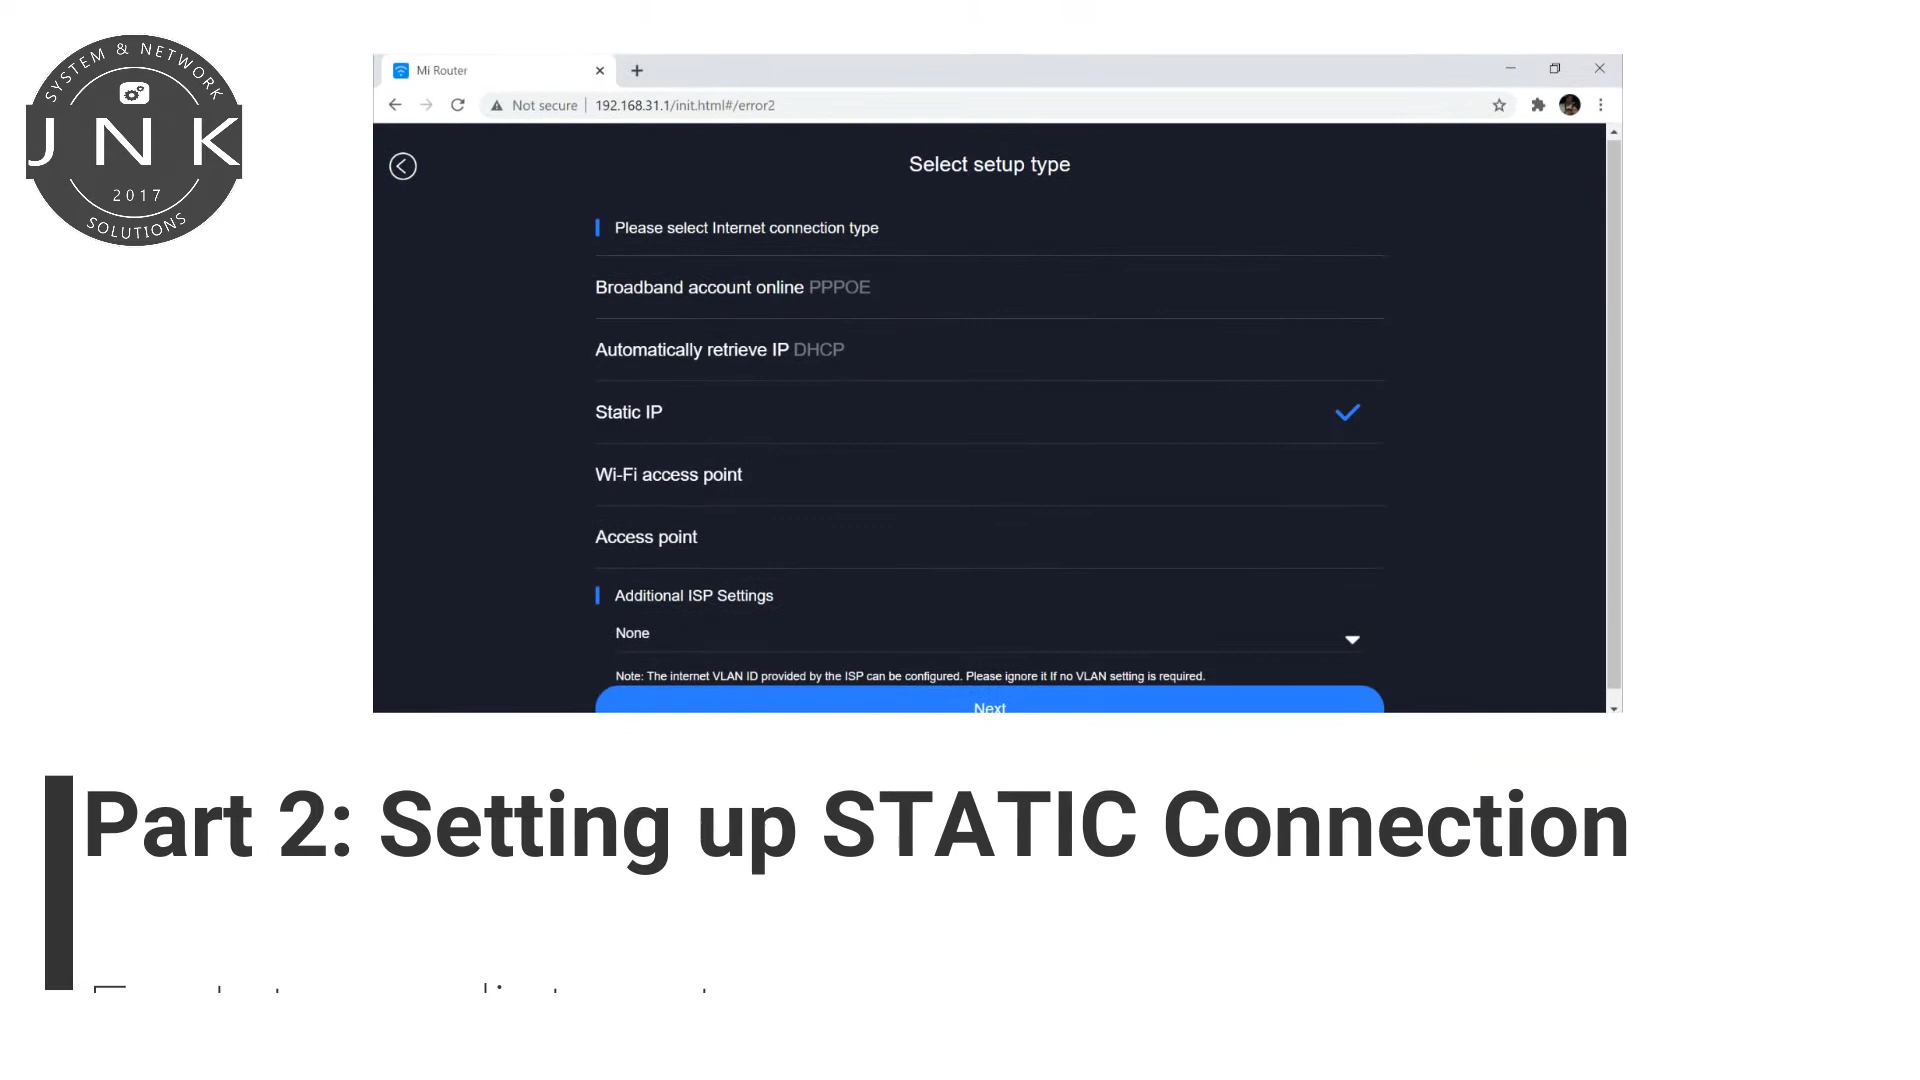 SYSTEM & NETWORK
JNK
2017
SOLUTIONS
Mi Router
Not secure
192.168.31.1/init.html#/error2
Select setup type
Please select Internet connection type
Broadband account online PPPOE
Automatically retrieve IP DHCP
Static IP
Wi-Fi access point
Access point
Additional ISP Settings
None
Note: The internet VLAN ID provided by the ISP can be configured. Please ignore it If no VLAN setting is required.
Next
Part 2: Setting up STATIC Connection